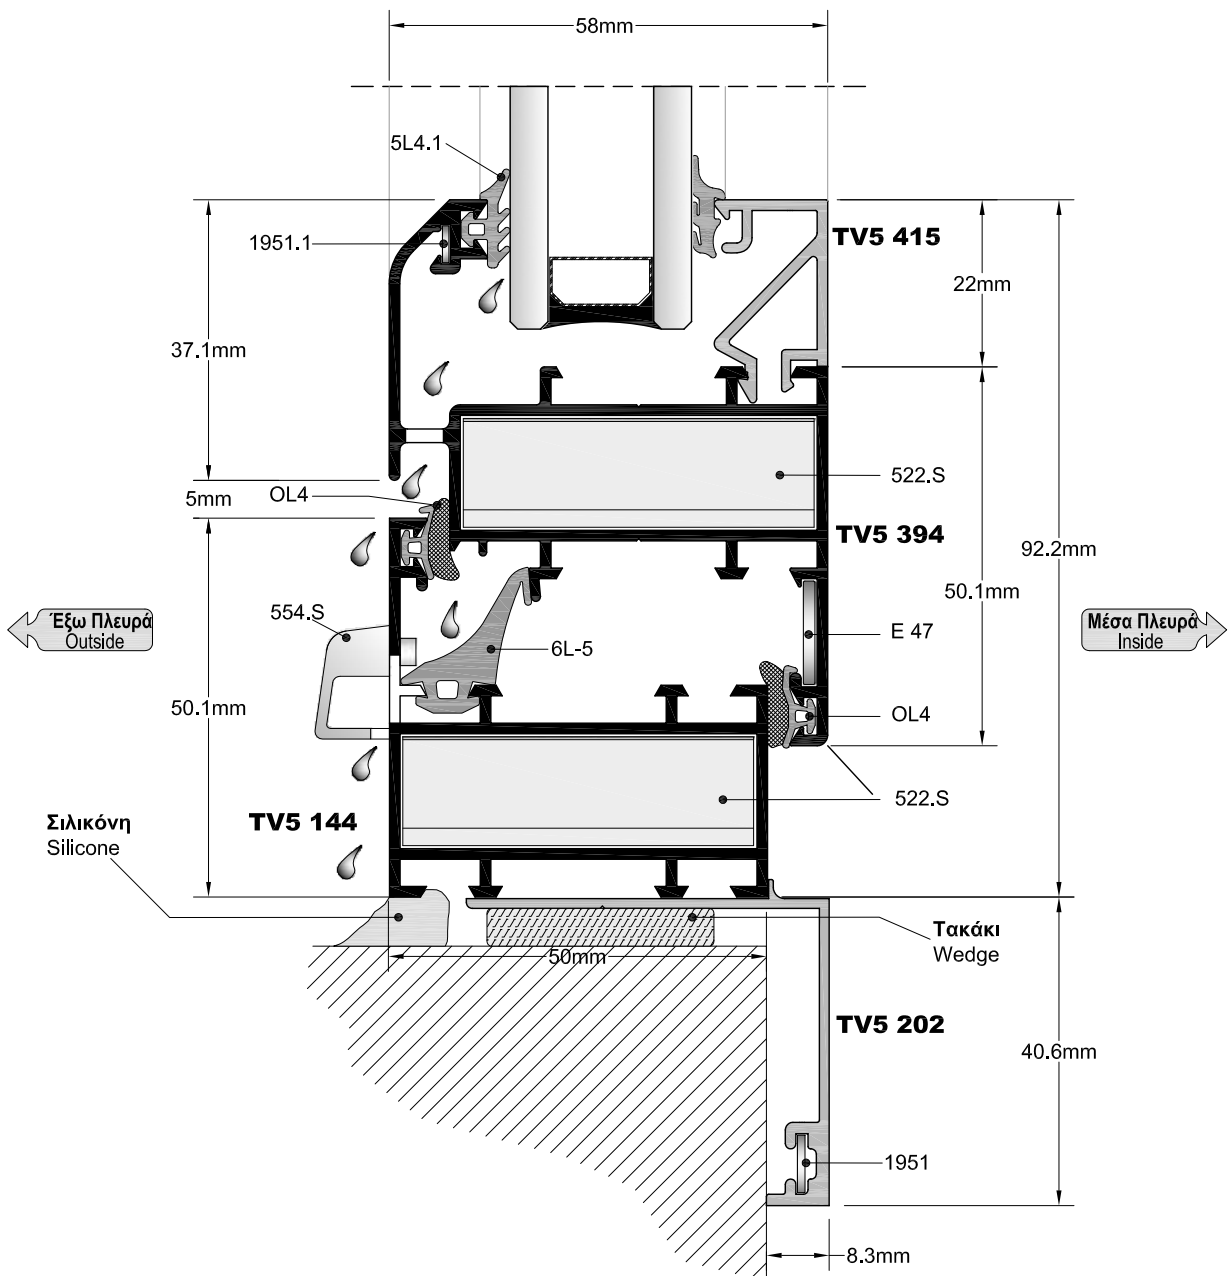 58mm
5L4.1
1951.1
TV5 415
22mm
37.1mm
522.S
5mm
OL4
TV5 394
92.2mm
50.1mm
554.S
Έξω Πλευρά
Outside
6L-5
E 47
Μέσα Πλευρά
Inside
50.1mm
OL4
522.S
TV5 144
Σιλικόνη
Silicone
Τακάκι
Wedge
50mm
TV5 202
40.6mm
1951
8.3mm